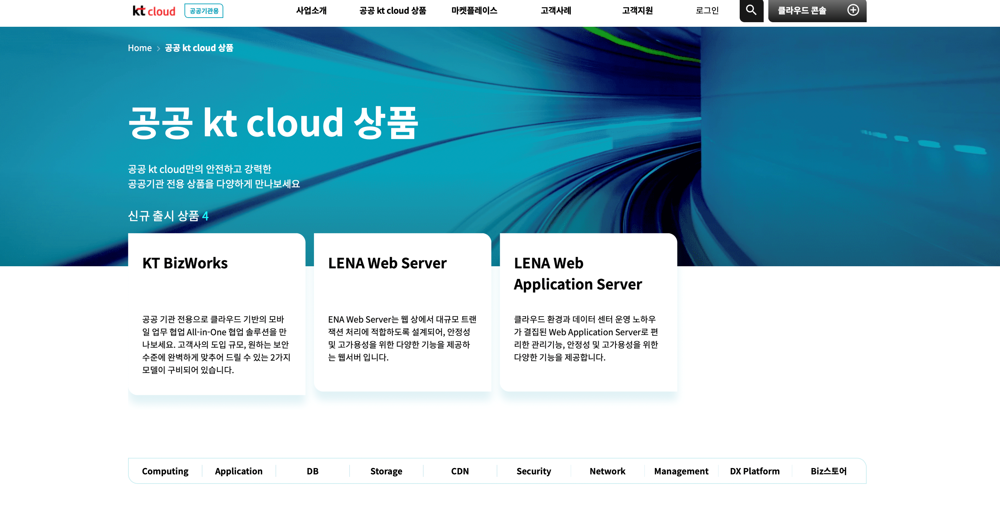 kt cloud 공공기관용 사업소개 공공 kt cloud 상품 마켓플레이스 고객사례 고객지원 로그인 클라우드 콘솔
Home > 공공 kt cloud 상품
공공 kt cloud 상품
공공 kt cloud만의 안전하고 강력한
공공기관 전용 상품을 다양하게 만나보세요
신규 출시 상품 4
KT BizWorks
공공 기관 전용으로 클라우드 기반의 모바
일 업무 협업 All-in-One 협업 솔루션을 만
나보세요. 고객사의 도입 규모, 원하는 보안
수준에 완벽하게 맞추어 드릴 수 있는 2가지
모델이 구비되어 있습니다.
LENA Web Server
ENA Web Server는 웹 상에서 대규모 트랜
잭션 처리에 적합하도록 설계되어, 안정성
및 고가용성을 위한 다양한 기능을 제공하
는 웹서버 입니다.
LENA Web
Application Server
클라우드 환경과 데이터 센터 운영 노하우
가 결집된 Web Application Server로 편
리한 관리기능, 안정성 및 고가용성을 위한
다양한 기능을 제공합니다.
Computing Application DB Storage CDN Security Network Management DX Platform Biz스토어